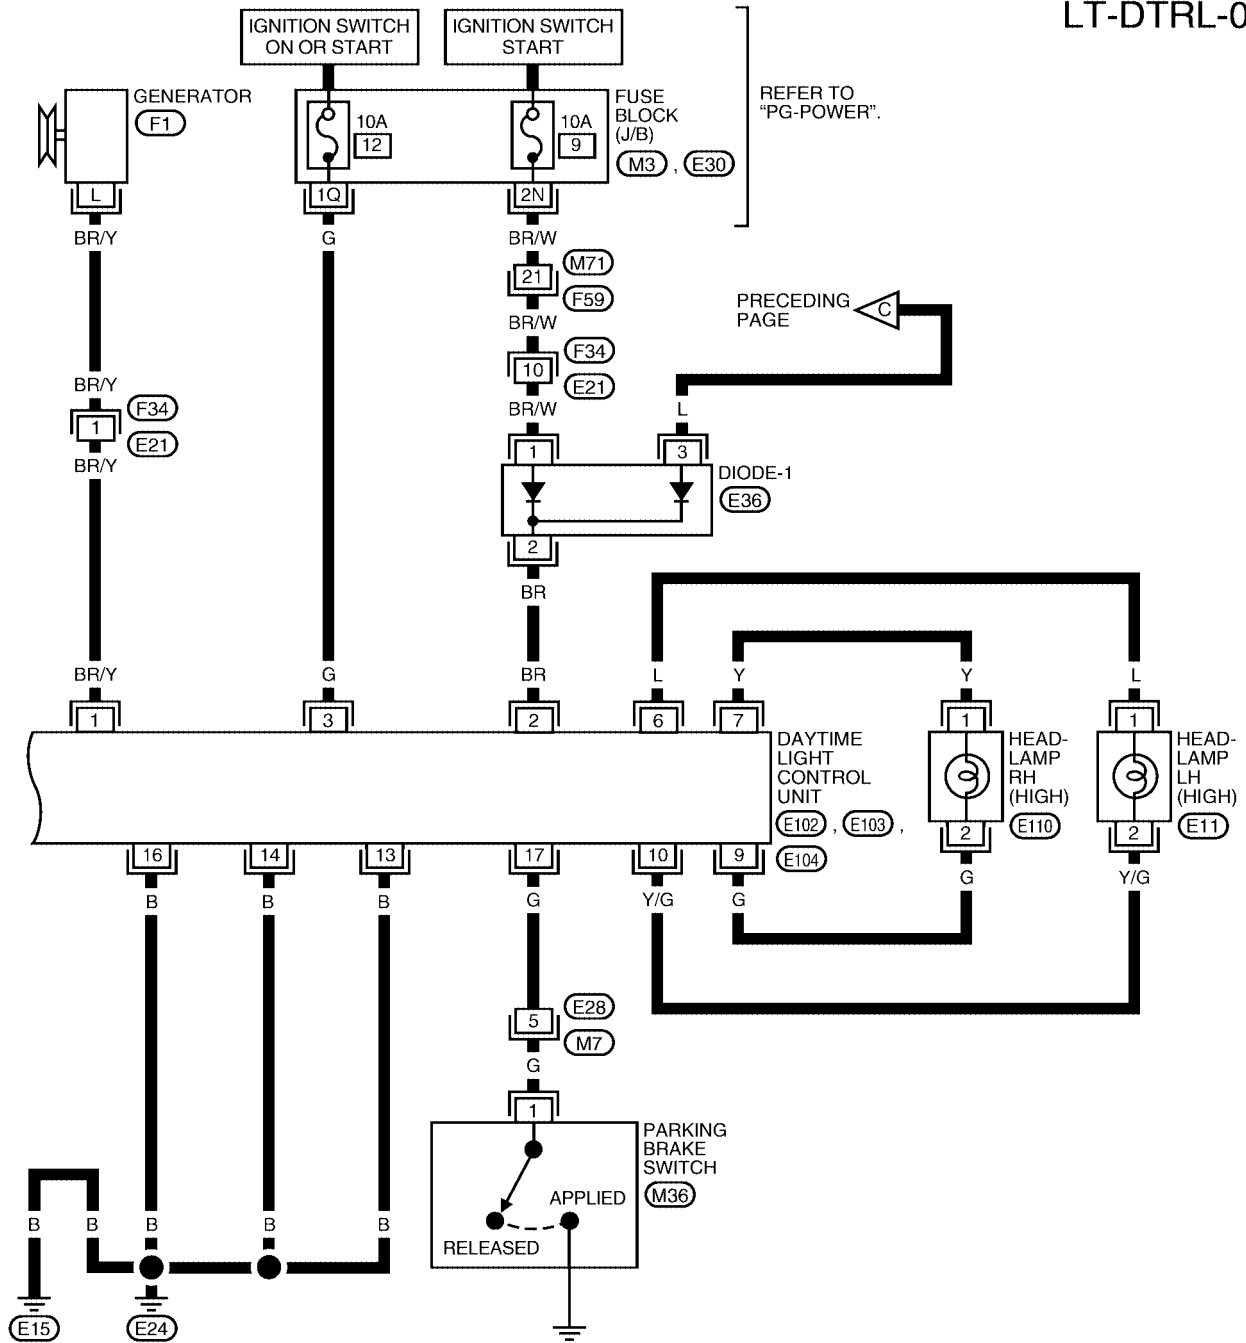 LT-DTRL-0
IGNITION SWITCH
ON OR START
IGNITION SWITCH
START
GENERATOR
F1
FUSE
BLOCK
(J/B)
M3 , E30
REFER TO
“PG-POWER”.
10A
12
10A
9
L
1Q
2N
BR/Y
G
BR/W
21
M71
F59
BR/W
PRECEDING
PAGE
C
10
F34
E21
BR/Y
BR/W
L
1
F34
E21
BR/Y
1
3
DIODE-1
E36
2
BR
BR/Y
G
BR
L
Y
Y
L
1
3
2
6
7
1
1
DAYTIME
LIGHT
CONTROL
UNIT
E102 , E103 ,
E104
HEAD-
LAMP
RH
(HIGH)
E110
HEAD-
LAMP
LH
(HIGH)
E11
2
2
16
14
13
17
10
9
G
Y/G
B
B
B
G
Y/G
G
5
E28
M7
G
1
PARKING
BRAKE
SWITCH
M36
APPLIED
RELEASED
B
B
B
B
B
E15
E24